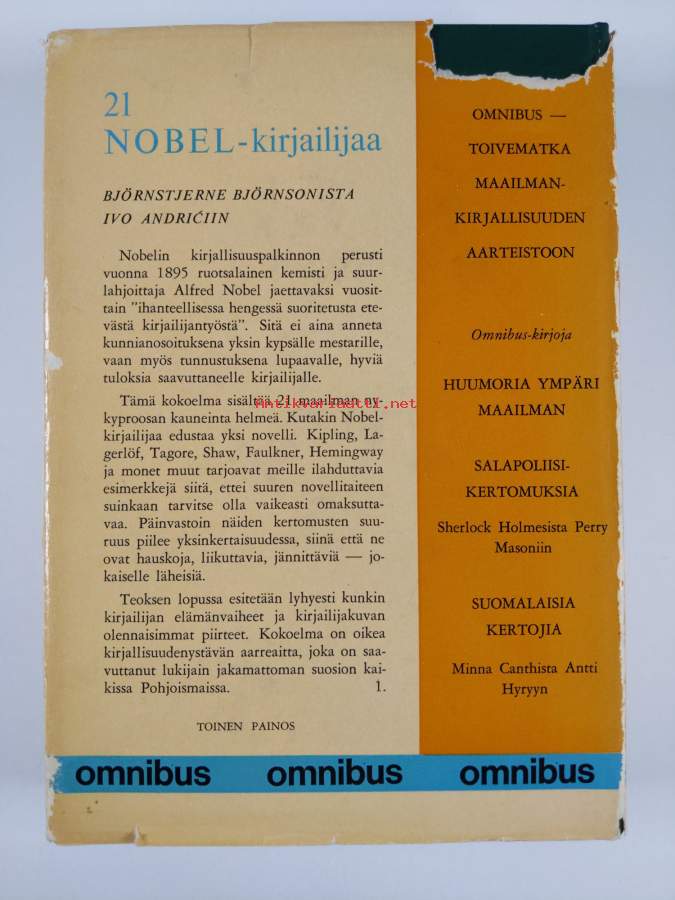 21
NOBEL-kirjailijaa
BJÖRNSTJERNE BJÖRNSONISTA
IVO ANDRIĆIIN
Nobelin kirjallisuuspalkinnon perusti
vuonna 1895 ruotsalainen kemisti ja suur-
lahjoittaja Alfred Nobel jaettavaksi vuosit-
tain "ihanteellisessa hengessä suoritetusta ete-
västä kirjailijantyöstä". Sitä ei aina anneta
kunnianosoituksena yksin kypsälle mestarille,
vaan myös tunnustuksena lupaavalle, hyviä
tuloksia saavuttaneelle kirjailijalle.
Tämä kokoelma sisältää 21 maailman ny-
kyproosan kauneinta helmeä. Kutakin Nobel-
kirjailijaa edustaa yksi novelli. Kipling, La-
gerlöf, Tagore, Shaw, Faulkner, Hemingway
ja monet muut tarjoavat meille ilahduttavia
esimerkkejä siitä, ettei suuren novellitaiteen
suinkaan tarvitse olla vaikeasti omaksutta-
vaa. Päinvastoin näiden kertomusten suu-
ruus piilee yksinkertaisuudessa, siinä että ne
ovat hauskoja, liikuttavia, jännittäviä — jo-
kaiselle läheisiä.
Teoksen lopussa esitetään lyhyesti kunkin
kirjailijan elämänvaiheet ja kirjailijakuvan
olennaisimmat piirteet. Kokoelma on oikea
kirjallisuudenystävän aarreaitta, joka on saa-
vuttanut lukijain jakamattoman suosion kai-
kissa Pohjoismaissa. 1.
TOINEN PAINOS
OMNIBUS —
TOIVEMATKA
MAAILMAN-
KIRJALLISUUDEN
AARTEISTOON
Omnibus-kirjoja
HUUMORIA YMPÄRI
MAAILMAN
SALAPOLIISI-
KERTOMUKSIA
Sherlock Holmesista Perry
Masoniin
SUOMALAISIA
KERTOJIA
Minna Canthista Antti
Hyryyn
omnibus omnibus omnibus
Antikvariaatti.net